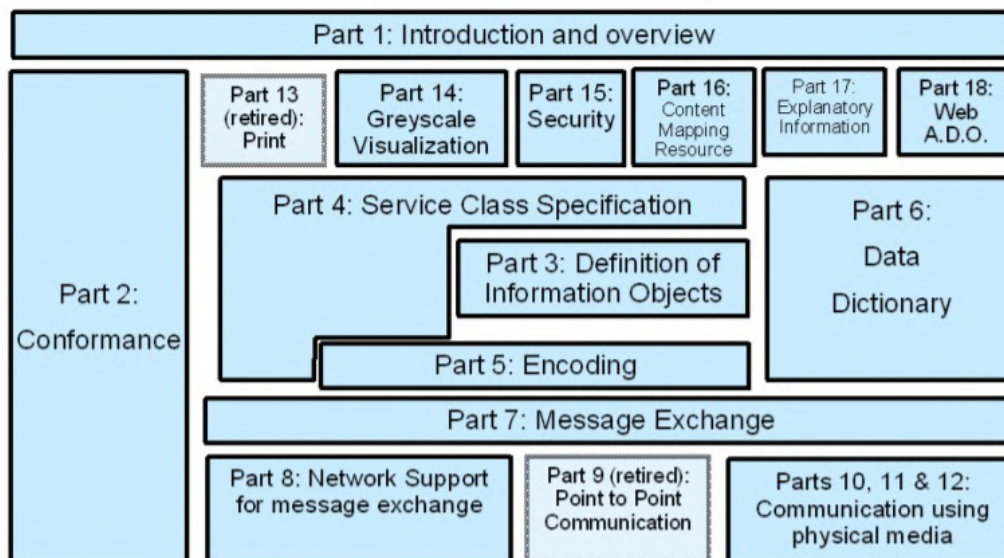 Part 1: Introduction and overview
Part 2:
Conformance
Part 13
(retired):
Print
Part 14:
Greyscale
Visualization
Part 15:
Security
Part 16:
Content
Mapping
Resource
Part 17:
Explanatory
Information
Part 18:
Web
A.D.O.
Part 4: Service Class Specification
Part 3: Definition of
Information Objects
Part 5: Encoding
Part 6:
Data
Dictionary
Part 7: Message Exchange
Part 8: Network Support
for message exchange
Part 9 (retired):
Point to Point
Communication
Parts 10, 11 & 12:
Communication using
physical media